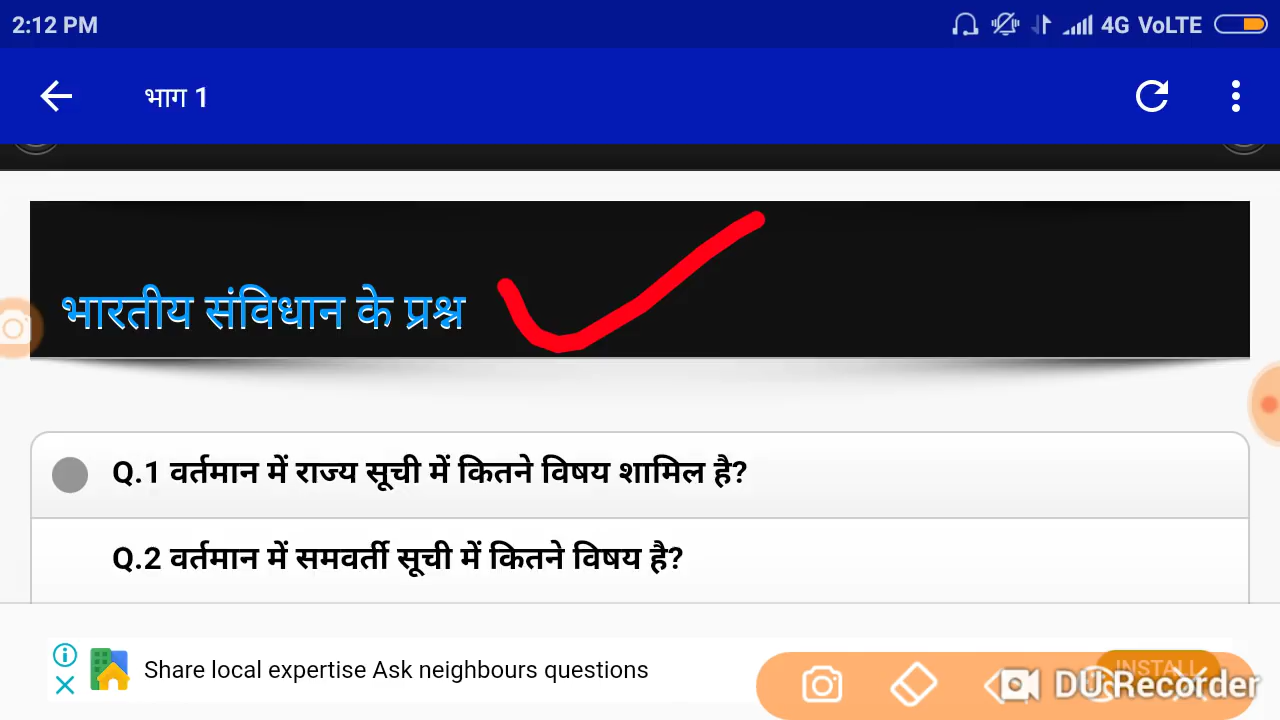 2:12 PM
4G VoLTE
भाग 1
भारतीय संविधान के प्रश्न
Q.1 वर्तमान में राज्य सूची में कितने विषय शामिल है?
Q.2 वर्तमान में समवर्ती सूची में कितने विषय है?
Share local expertise Ask neighbours questions
INSTALL
DU Recorder